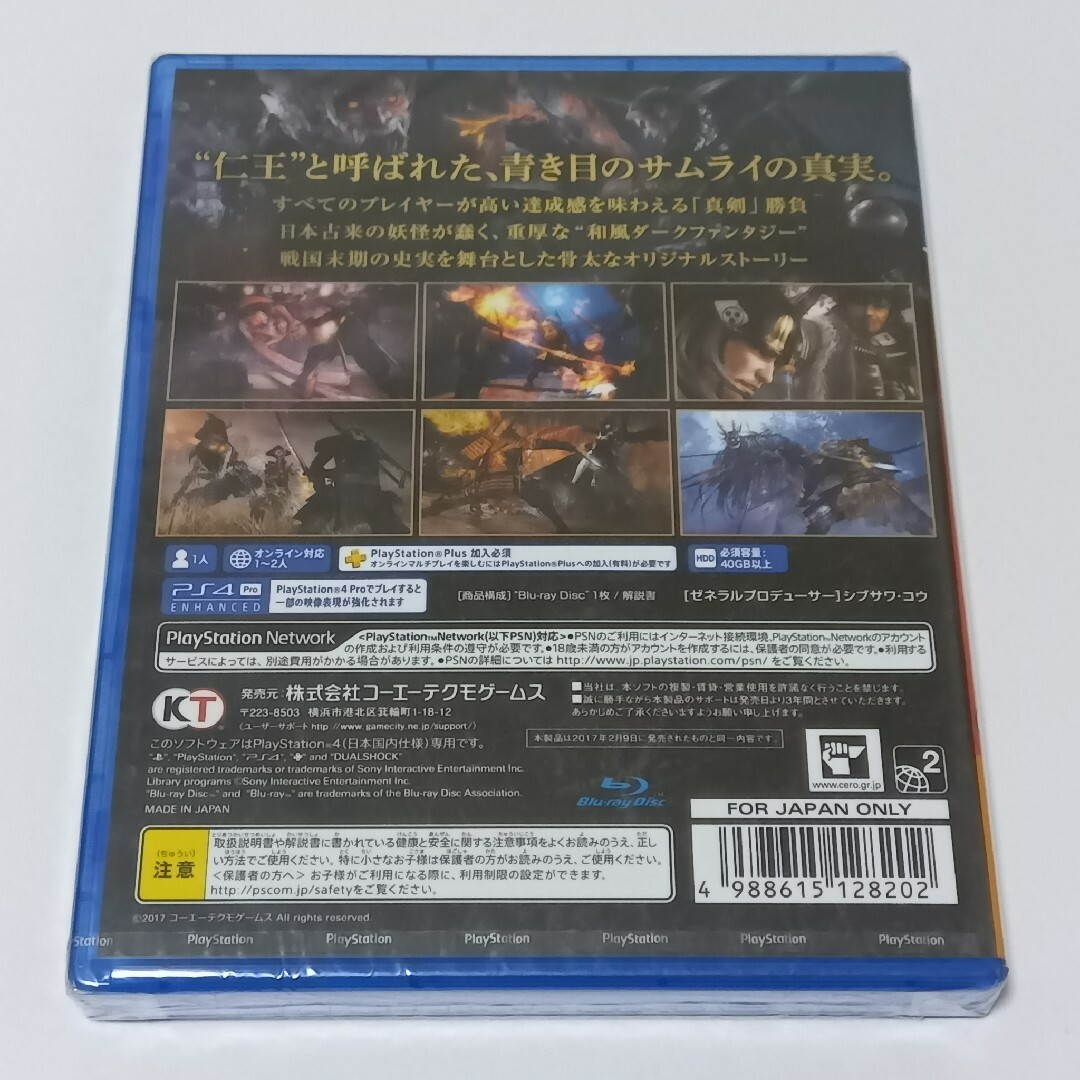 “仁王”と呼ばれた、青き目のサムライの真実。
すべてのプレイヤーが高い達成感を味わえる「真剣」勝負
日本古来の妖怪が蠢く、重厚な“和風ダークファンタジー”
戦国末期の史実を舞台とした骨太なオリジナルストーリー
1人
オンライン対応
1〜2人
PlayStation®Plus 加入必須
オンラインマルチプレイを楽しむにはPlayStation®Plusへの加入(有料)が必要です
HDD
必須容量:
40GB以上
PS4 Pro
ENHANCED
PlayStation®4 Proでプレイすると
一部の映像表現が強化されます
[商品構成] "Blu-ray Disc" 1枚 / 解説書
[ゼネラルプロデューサー] シブサワ・コウ
PlayStation Network
<PlayStation™Network(以下PSN)対応>●PSNのご利用にはインターネット接続環境、PlayStation™Networkのアカウント
の作成および利用条件の遵守が必要です。●18歳未満の方がアカウントを作成するには、保護者の同意が必要です。●利用する
サービスによっては、別途費用がかかる場合があります。●PSNの詳細については http://www.jp.playstation.com/psn/ をご覧ください。
KT
発売元: 株式会社コーエーテクモゲームス
〒223-8503 横浜市港北区箕輪町1-18-12
(ユーザーサポート http://www.gamecity.ne.jp/support/)
■当社は、本ソフトの複製・賃貸・営業使用を許諾なく行うことを禁じます。
■誠に勝手ながら本製品のサポートは発売日より3年間とさせていただきます。
あらかじめご了承くださいますようお願い申し上げます。
このソフトウェアはPlayStation®4(日本国内仕様)専用です。
"PlayStation", "PS4", and "DUALSHOCK"
are registered trademarks or trademarks of Sony Interactive Entertainment Inc.
Library programs ©Sony Interactive Entertainment Inc.
"Blu-ray Disc™" and "Blu-ray™" are trademarks of the Blu-ray Disc Association.
MADE IN JAPAN
本製品は2017年2月9日に発売されたものと同一内容です。
Blu-ray Disc
www.cero.gr.jp
2
FOR JAPAN ONLY
4 988615 128202
(ちゅうい)
注意
取扱説明書や解説書に書かれている健康と安全に関する注意事項をよくお読みのうえ、正し
い方法でご使用ください。特に小さなお子様は保護者の方がお読みのうえ、ご使用ください。
<保護者の方へ> お子様がご利用になる際に、利用制限の設定ができます。
http://pscom.jp/safetyをご覧ください。
©2017 コーエーテクモゲームス All rights reserved.
Station PlayStation PlayStation PlayStation PlayStation PlayStation PlayStation